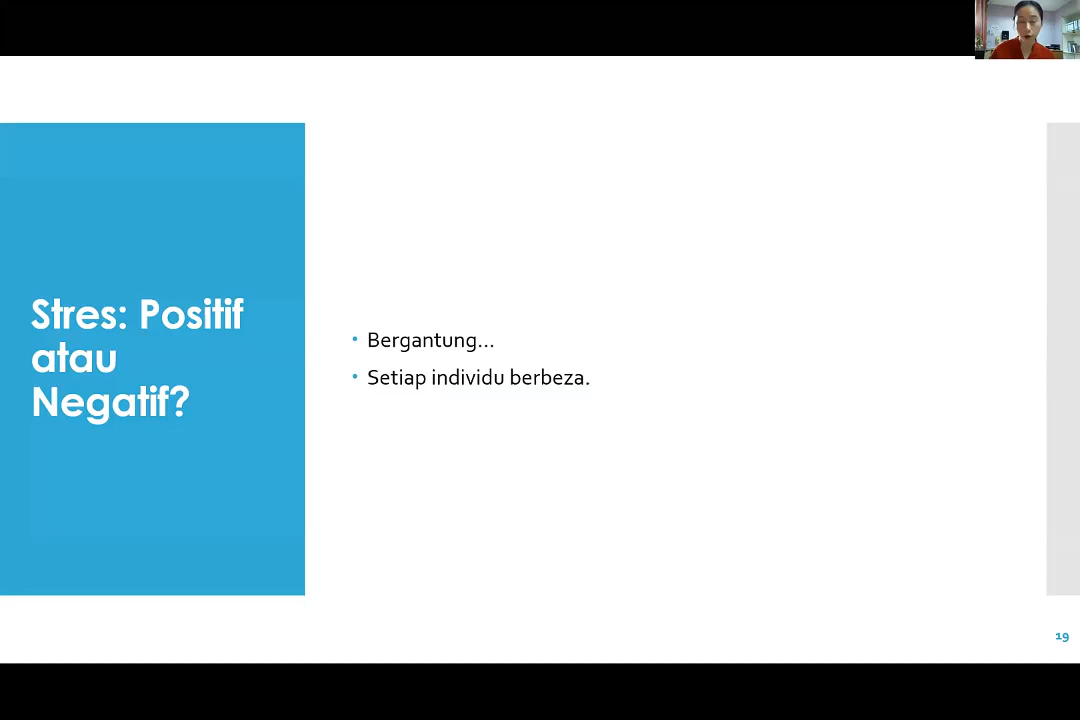 Stres: Positif
atau
Negatif?
• Bergantung...
• Setiap individu berbeza.
19